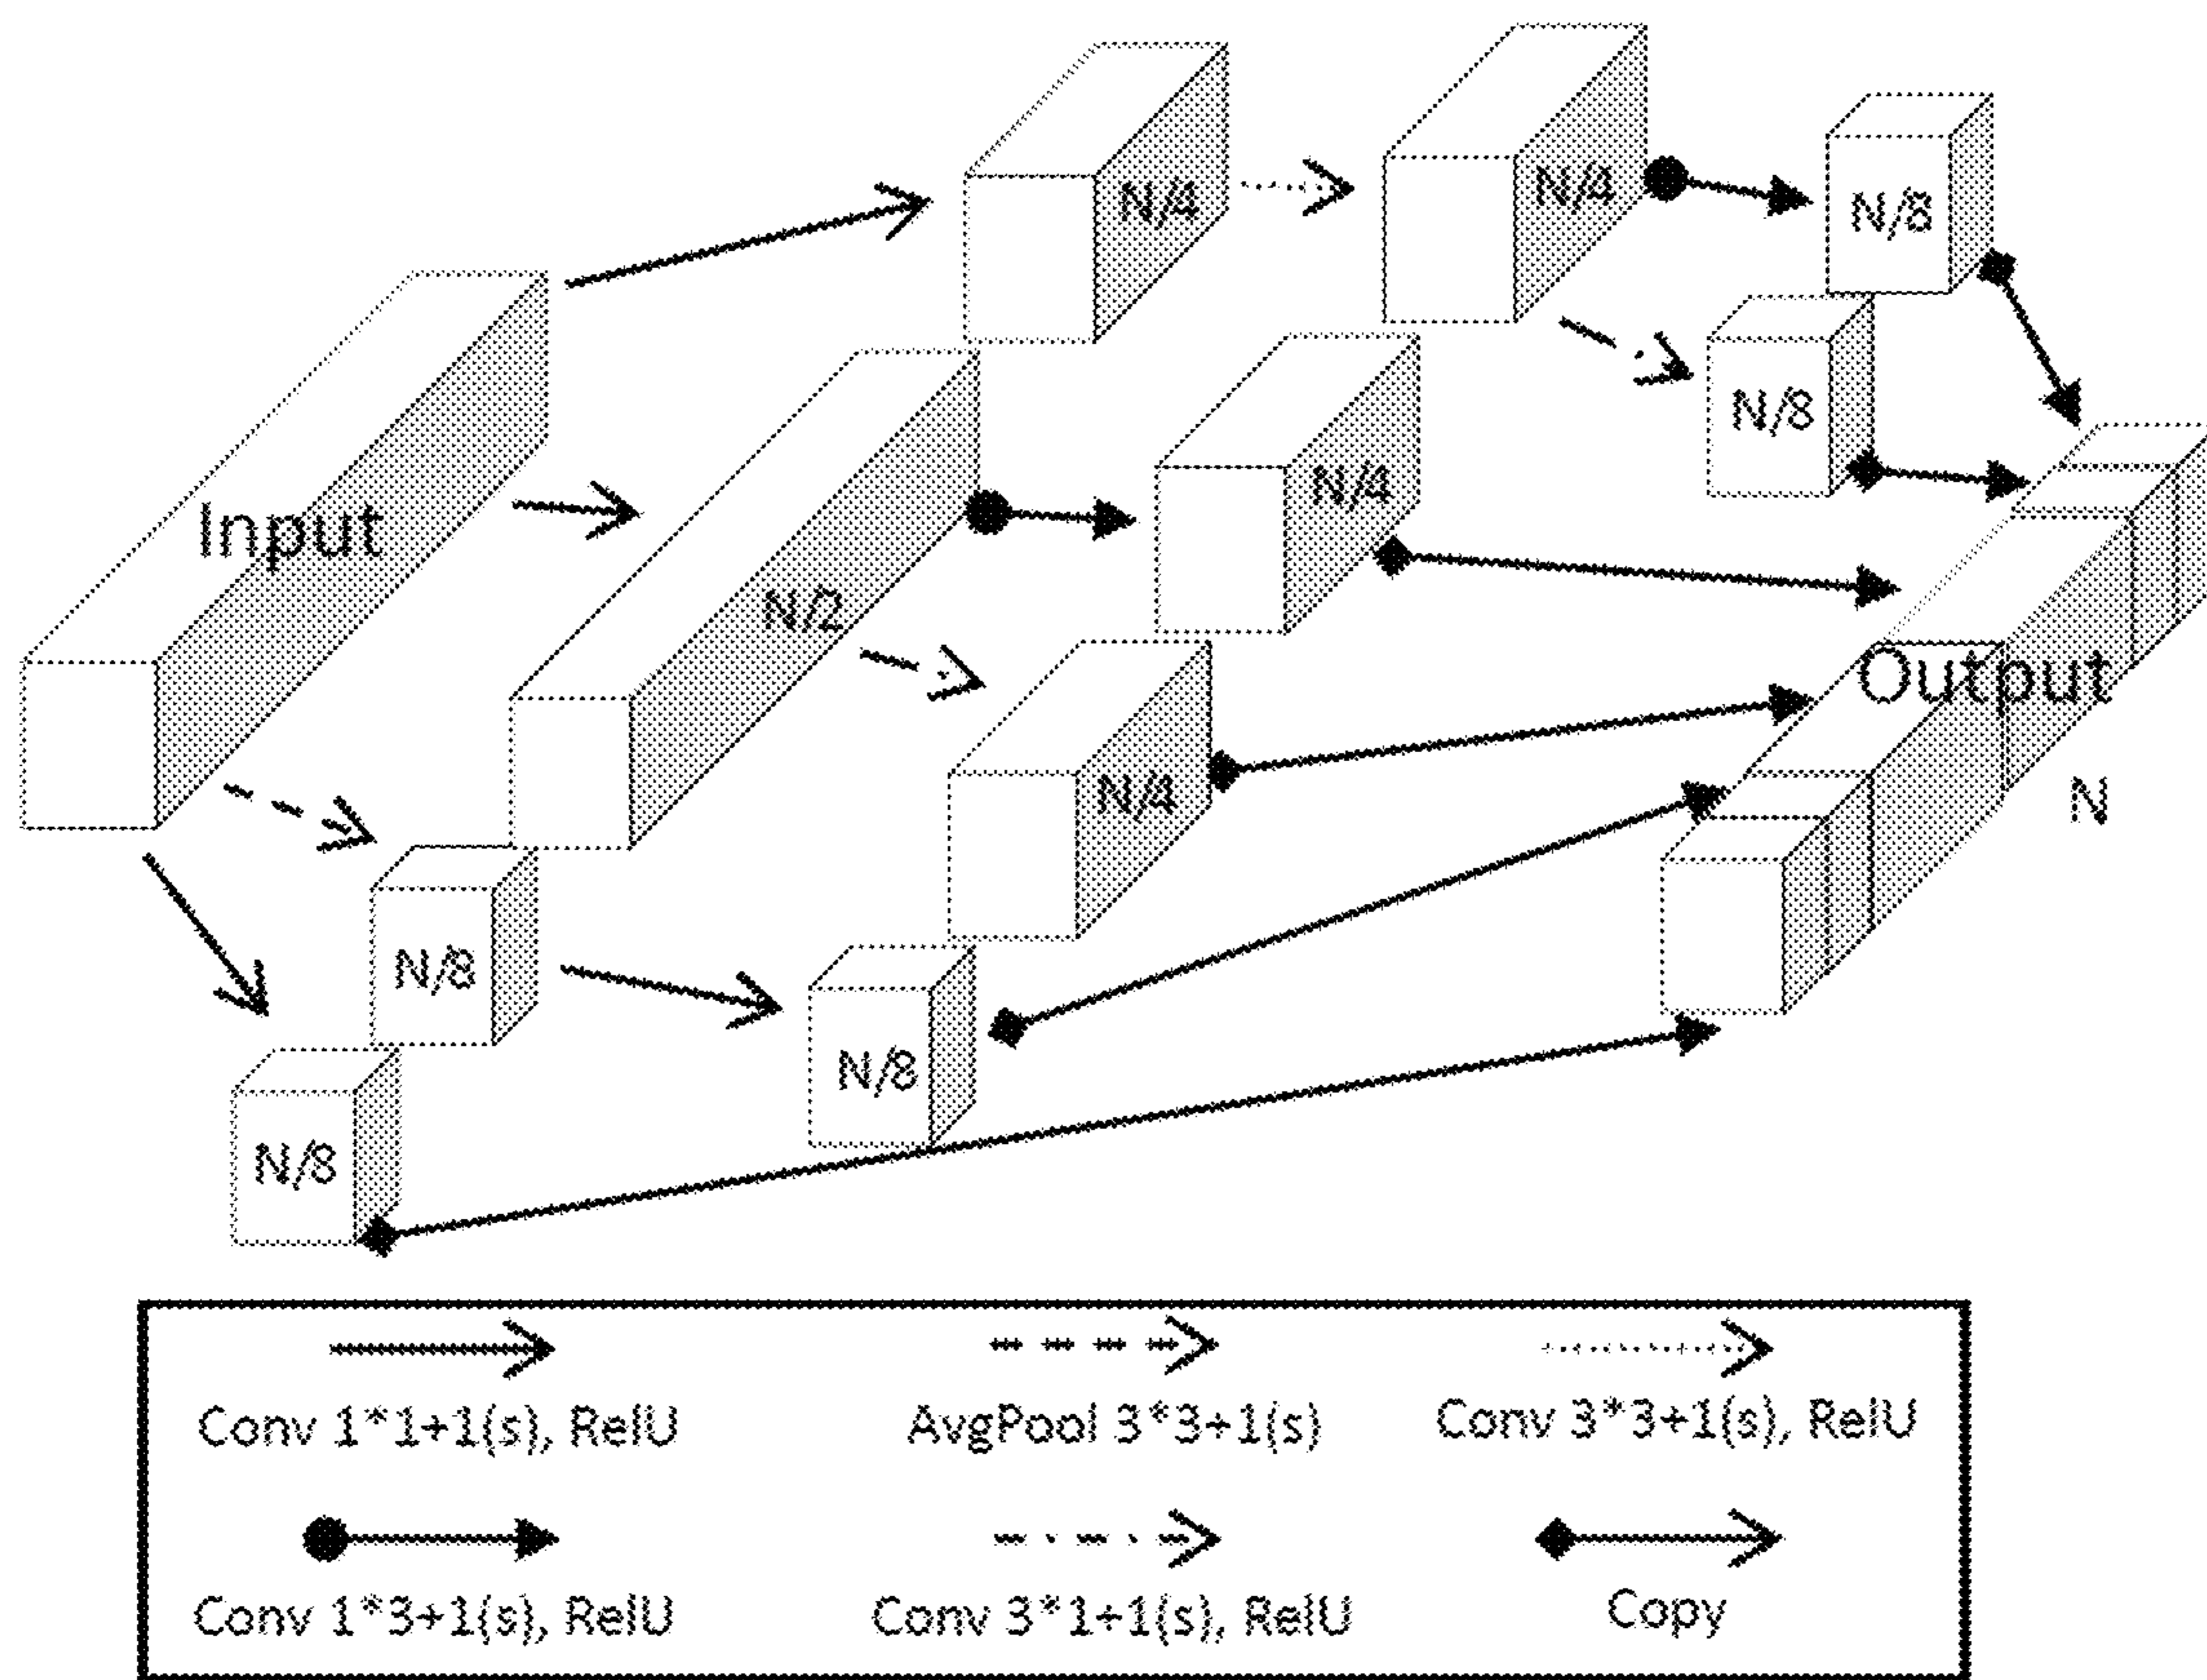 N/4
N/4
N/8
N/8
Input
N/4
N/2
Output
N/4
N
N/8
N/8
N/8
Conv 1*1+1(s), RelU
AvgPool 3*3+1(s)
Conv 3*3+1(s), RelU
Conv 1*3+1(s), RelU
Conv 3*1+1(s), RelU
Copy